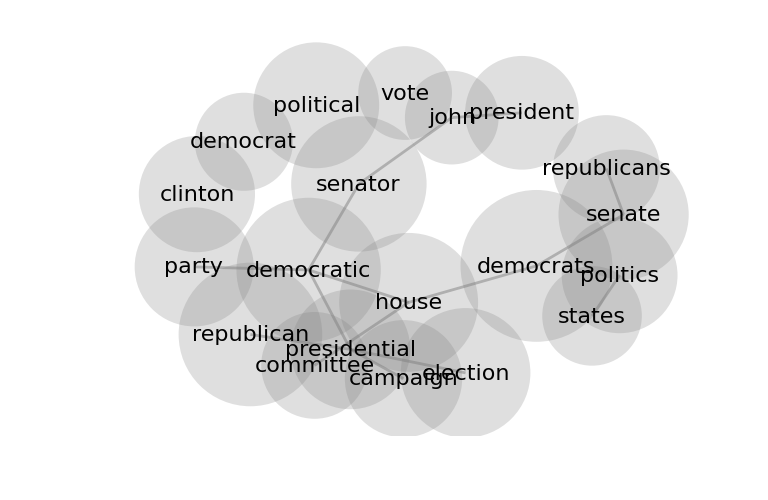 vote
political
president
john
democrat
republicans
senator
clinton
senate
party
democratic
democrats
politics
house
states
republican
presidential
committee
election
campaign